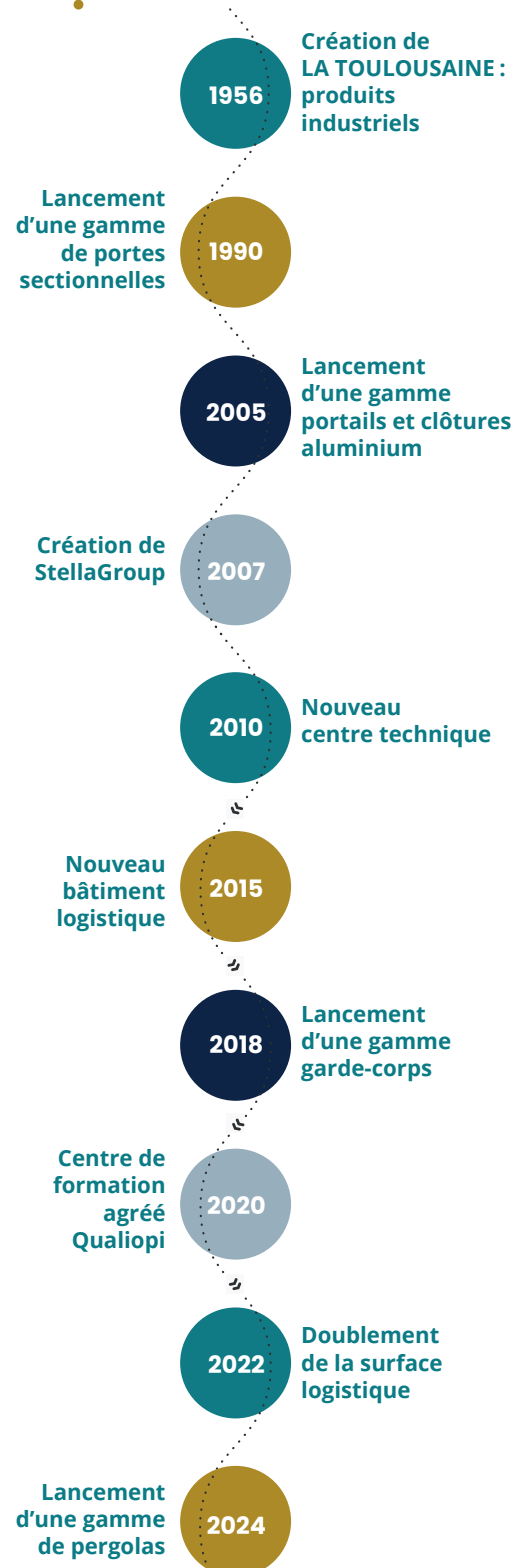 1956
Création de
LA TOULOUSAINE :
produits
industriels
Lancement
d’une gamme
de portes
sectionnelles
1990
2005
Lancement
d’une gamme
portails et clôtures
aluminium
Création de
StellaGroup
2007
2010
Nouveau
centre technique
Nouveau
bâtiment
logistique
2015
2018
Lancement
d’une gamme
garde-corps
Centre de
formation
agréé
Qualiopi
2020
2022
Doublement
de la surface
logistique
Lancement
d’une gamme
de pergolas
2024